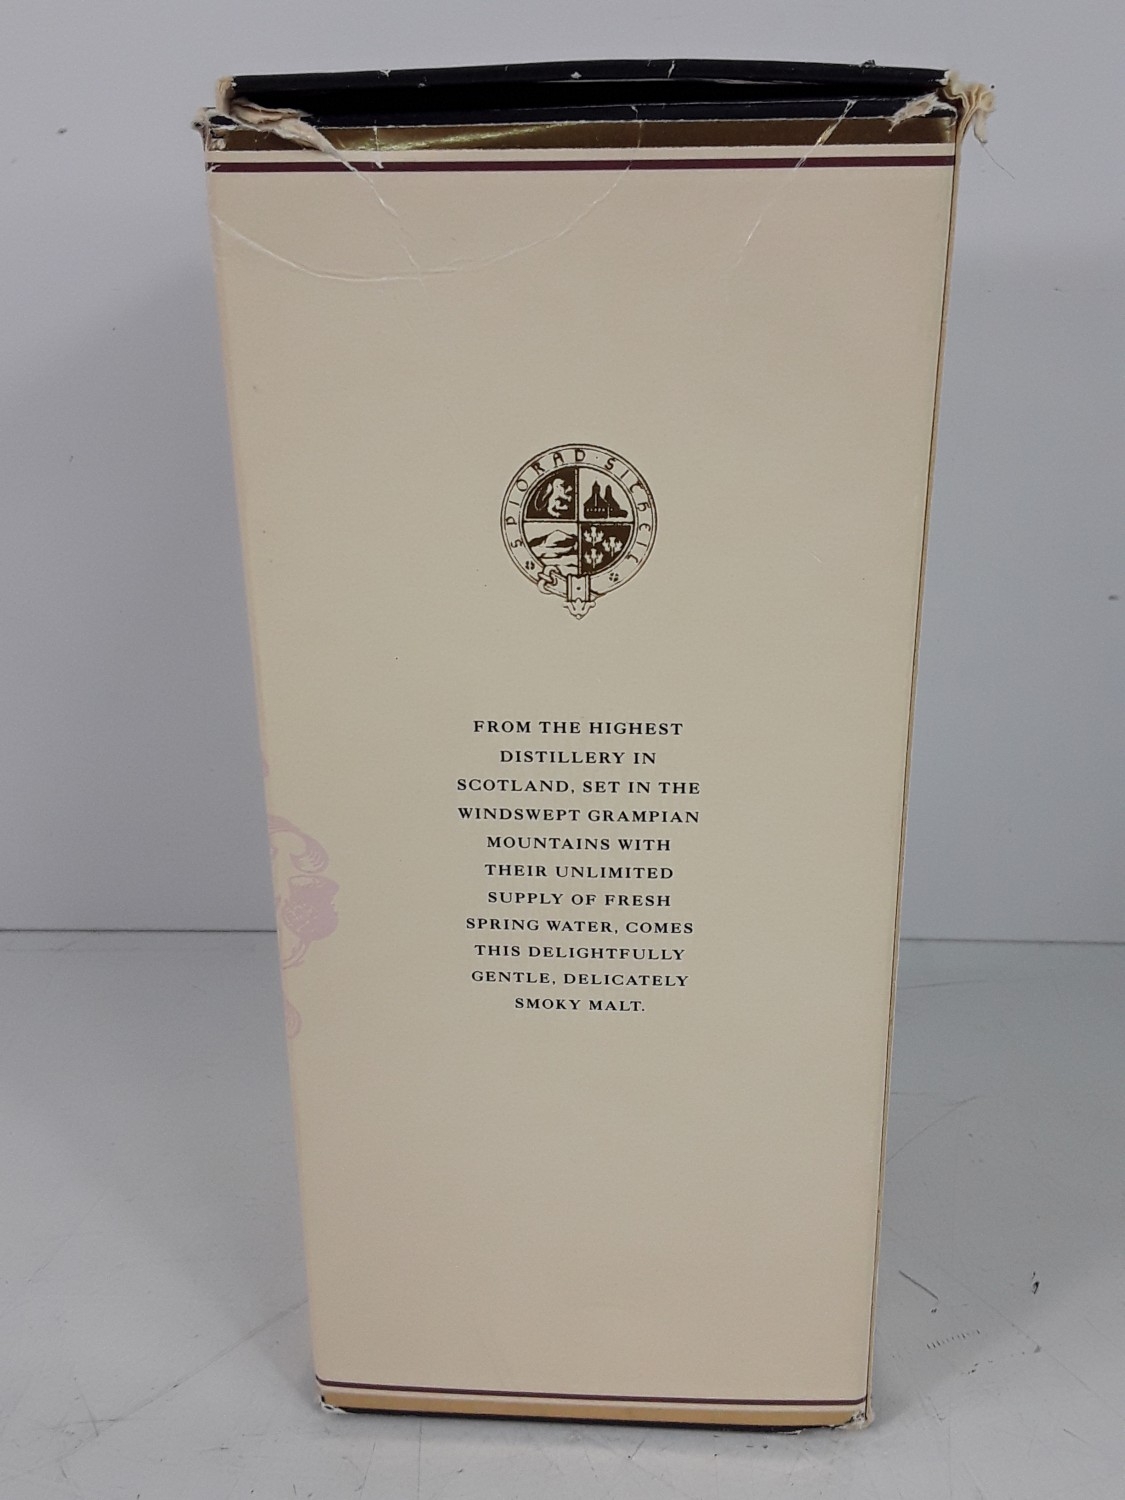 SPIORAD SITHEIL
FROM THE HIGHEST
DISTILLERY IN
SCOTLAND, SET IN THE
WINDSWEPT GRAMPIAN
MOUNTAINS WITH
THEIR UNLIMITED
SUPPLY OF FRESH
SPRING WATER, COMES
THIS DELIGHTFULLY
GENTLE, DELICATELY
SMOKY MALT.